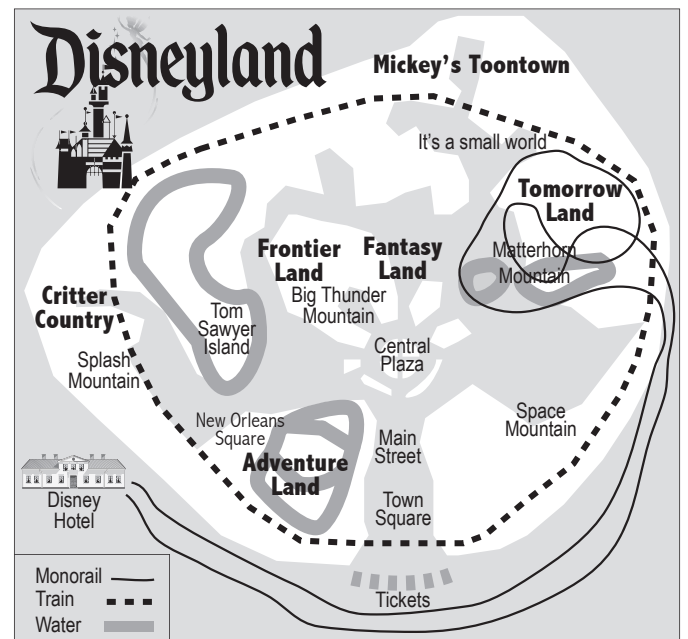 Disneyland
Mickey's Toontown
It's a small world
Tomorrow
Land
Matterhorn
Mountain
Frontier
Land
Fantasy
Land
Big Thunder
Mountain
Critter
Country
Tom
Sawyer
Island
Central
Plaza
Splash
Mountain
New Orleans
Square
Adventure
Land
Main
Street
Space
Mountain
Town
Square
Disney
Hotel
Tickets
Monorail
Train
Water